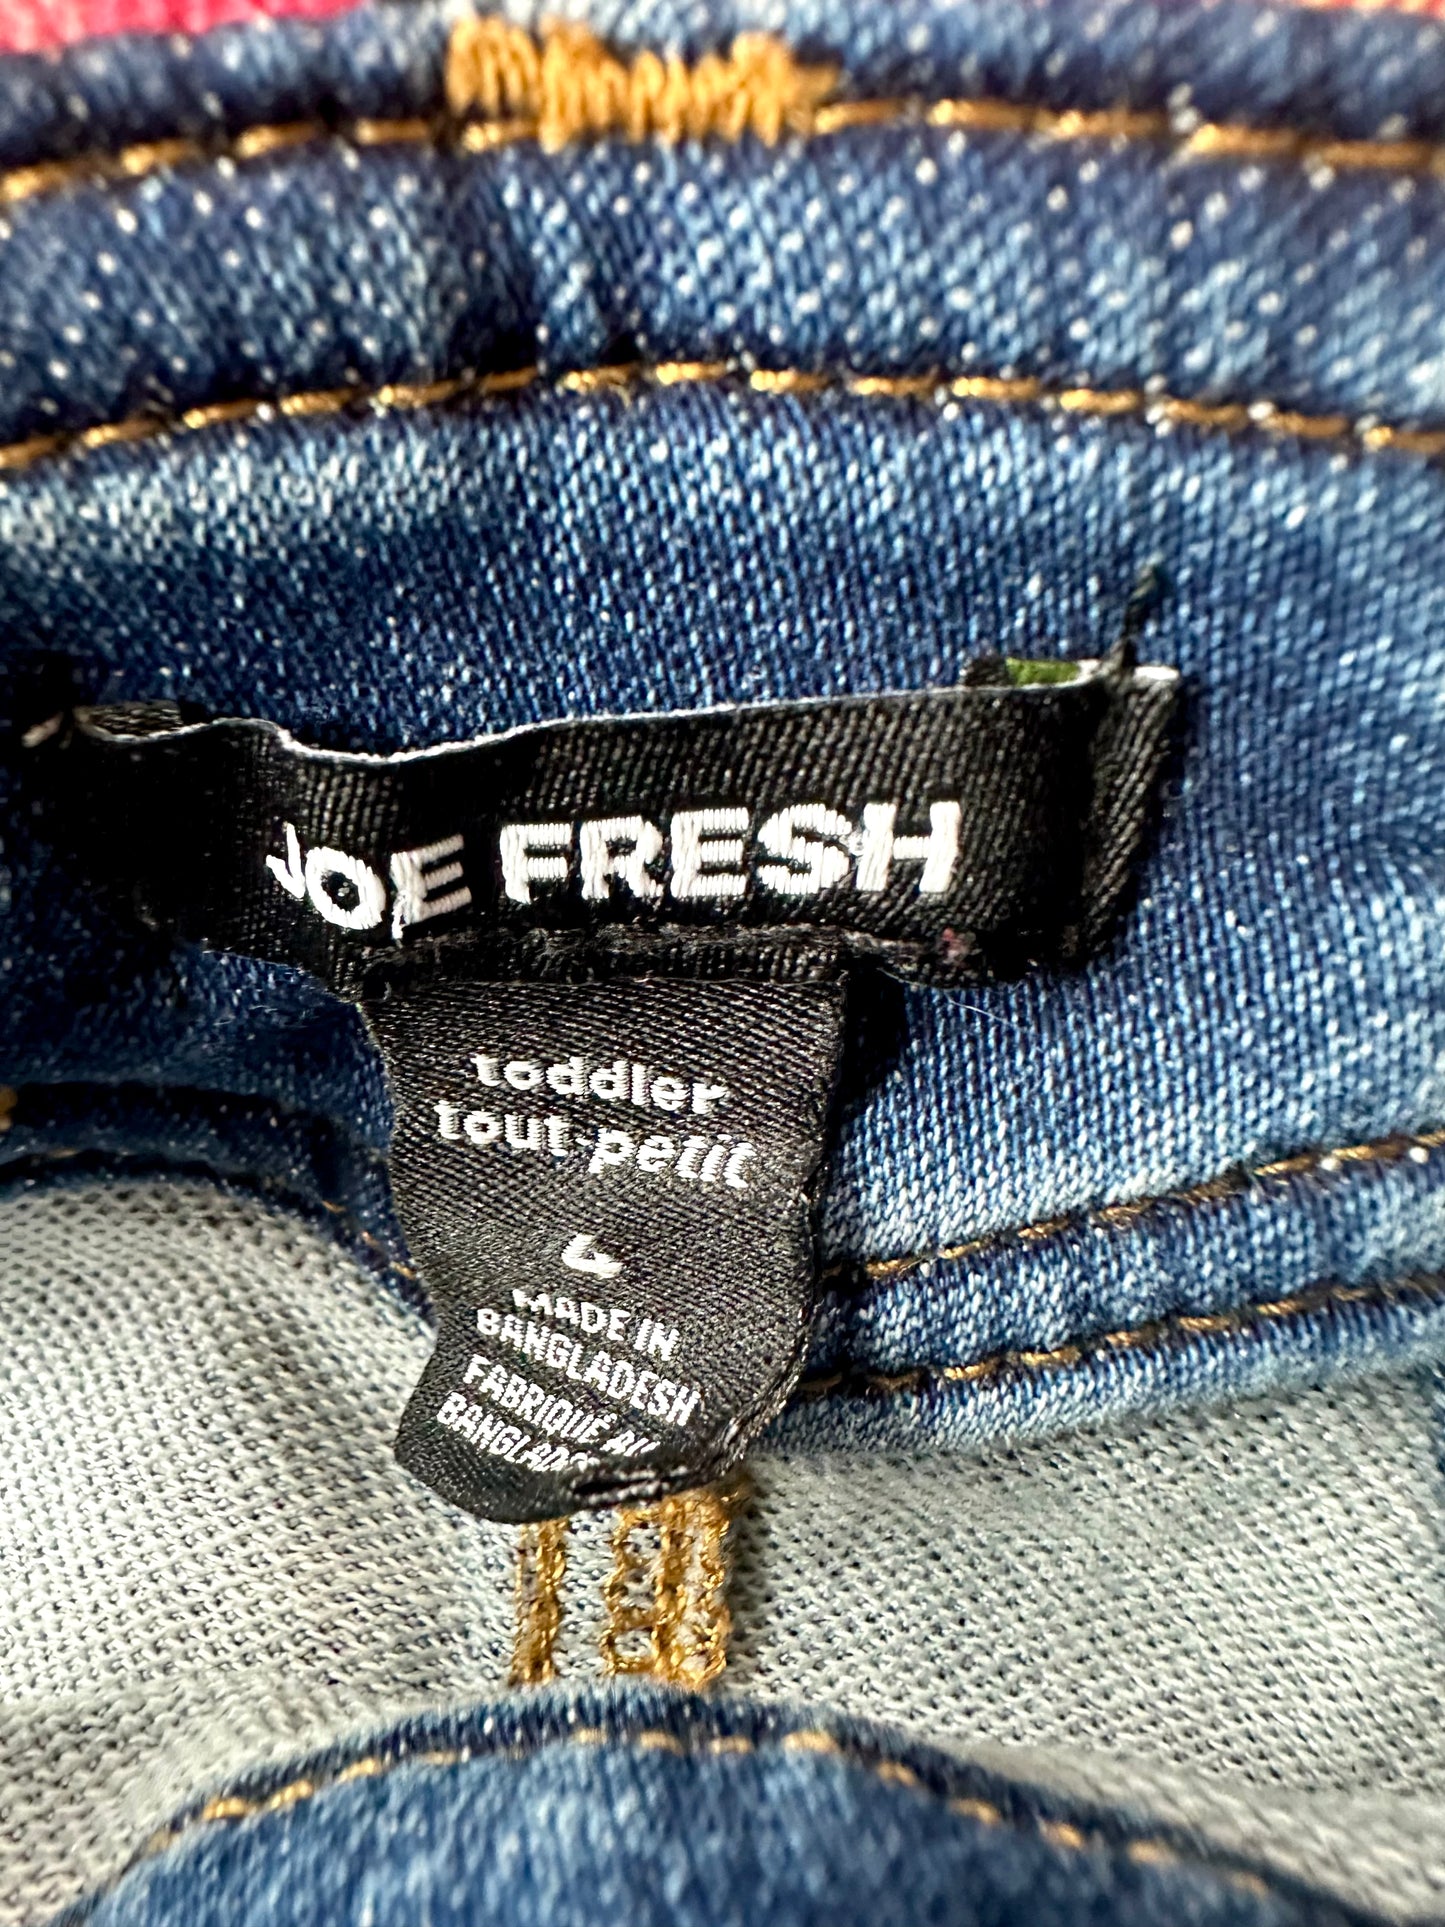 JOE FRESH
toddler
tout-petit
4
MADE IN
BANGLADESH
FABRIQUÉ AU